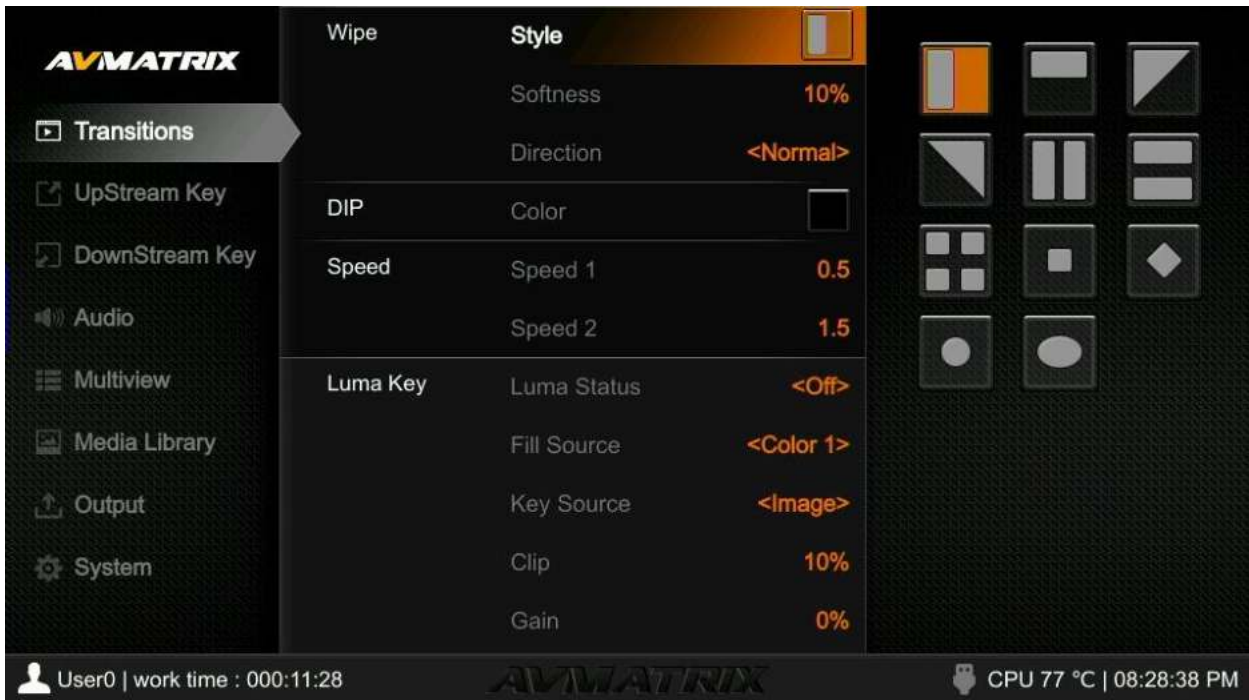 AVMATRIX
Transitions
UpStream Key
DownStream Key
Audio
Multiview
Media Library
Output
System
Wipe Style
Softness 10%
Direction <Normal>
DIP Color
Speed Speed 1 0.5
Speed 2 1.5
Luma Key Luma Status <Off>
Fill Source <Color 1>
Key Source <Image>
Clip 10%
Gain 0%
User0 | work time : 000:11:28 AVMATRIX CPU 77 °C | 08:28:38 PM